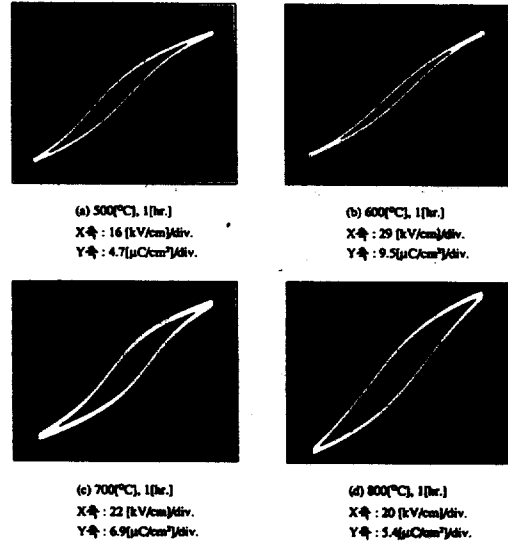 (a) 500[°C], 1[hr.]
X축 : 16 [kV/cm]/div.
Y축 : 4.7[μC/cm²]/div.
(b) 600[°C], 1[hr.]
X축 : 29 [kV/cm]/div.
Y축 : 9.5[μC/cm²]/div.
(c) 700[°C], 1[hr.]
X축 : 22 [kV/cm]/div.
Y축 : 6.9[μC/cm²]/div.
(d) 800[°C], 1[hr.]
X축 : 20 [kV/cm]/div.
Y축 : 5.4[μC/cm²]/div.